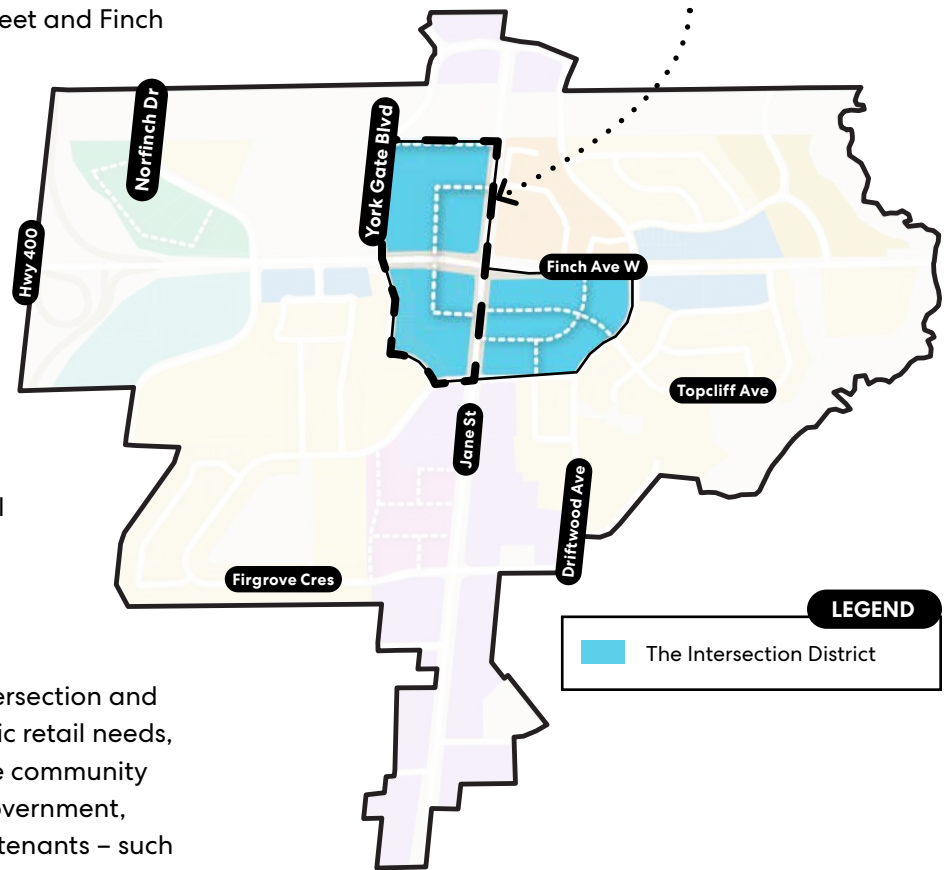 eet and Finch
Norfinch Dr
York Gate Blvd
Hwy 400
Finch Ave W
Topcliff Ave
Jane St
Driftwood Ave
Firgrove Cres
LEGEND
The Intersection District
ersection and
ic retail needs,
e community
overnment,
tenants – such